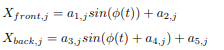 X_{front,j} = a_{1,j}sin(ϕ(t)) + a_{2,j}
X_{back,j} = a_{3,j}sin(ϕ(t) + a_{4,j}) + a_{5,j}